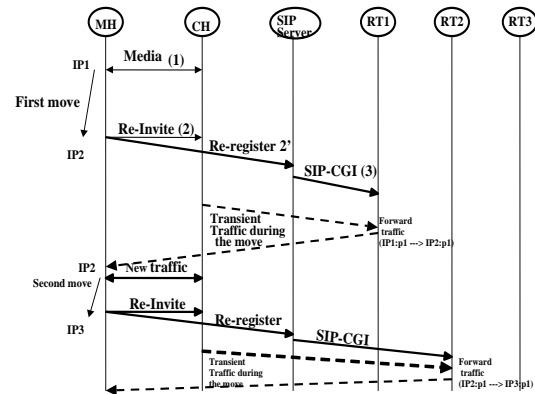 MH
CH
SIP
Server
RT1
RT2
RT3
IP1
Media (1)
First move
Re-Invite (2)
Re-register 2'
IP2
SIP-CGI (3)
Transient
Traffic during
the move
Forward
traffic
(IP1:p1 ---> IP2:p1)
IP2
New traffic
Second move
Re-Invite
Re-register
IP3
SIP-CGI
Transient
Traffic during
the move
Forward
traffic
(IP2:p1 ---> IP3:p1)